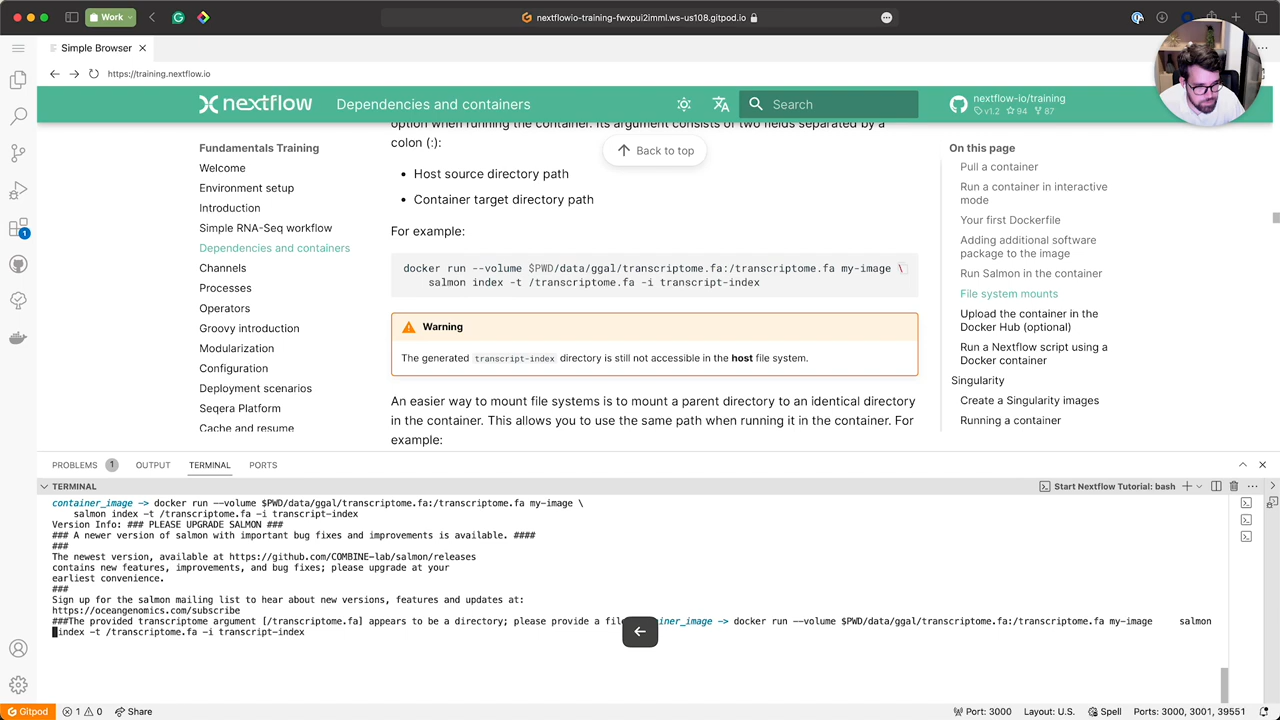 Work
nextflowio-training-fwxpui2imml.ws-us108.gitpod.io
Simple Browser
https://training.nextflow.io
nextflow
Dependencies and containers
Search
nextflow-io/training
v1.2 94 87
option when running the container. Its argument consists of two fields separated by a
colon (:):
Back to top
Host source directory path
Container target directory path
For example:
docker run --volume $PWD/data/ggal/transcriptome.fa:/transcriptome.fa my-image \
salmon index -t /transcriptome.fa -i transcript-index
Warning
The generated transcript-index directory is still not accessible in the host file system.
An easier way to mount file systems is to mount a parent directory to an identical directory
in the container. This allows you to use the same path when running it in the container. For
example:
Fundamentals Training
Welcome
Environment setup
Introduction
Simple RNA-Seq workflow
Dependencies and containers
Channels
Processes
Operators
Groovy introduction
Modularization
Configuration
Deployment scenarios
Seqera Platform
Cache and resume
On this page
Pull a container
Run a container in interactive
mode
Your first Dockerfile
Adding additional software
package to the image
Run Salmon in the container
File system mounts
Upload the container in the
Docker Hub (optional)
Run a Nextflow script using a
Docker container
Singularity
Create a Singularity images
Running a container
1
PROBLEMS 1 OUTPUT TERMINAL PORTS
TERMINAL
Start Nextflow Tutorial: bash
container_image -> docker run --volume $PWD/data/ggal/transcriptome.fa:/transcriptome.fa my-image \
salmon index -t /transcriptome.fa -i transcript-index
Version Info: ### PLEASE UPGRADE SALMON ###
### A newer version of salmon with important bug fixes and improvements is available. ####
###
The newest version, available at https://github.com/COMBINE-lab/salmon/releases
contains new features, improvements, and bug fixes; please upgrade at your
earliest convenience.
###
Sign up for the salmon mailing list to hear about new versions, features and updates at:
https://oceangenomics.com/subscribe
###The provided transcriptome argument [/transcriptome.fa] appears to be a directory; please provide a fil iner_image -> docker run --volume $PWD/data/ggal/transcriptome.fa:/transcriptome.fa my-image salmon
index -t /transcriptome.fa -i transcript-index
Gitpod 1 0 Share
Port: 3000 Layout: U.S. Spell Ports: 3000, 3001, 39551